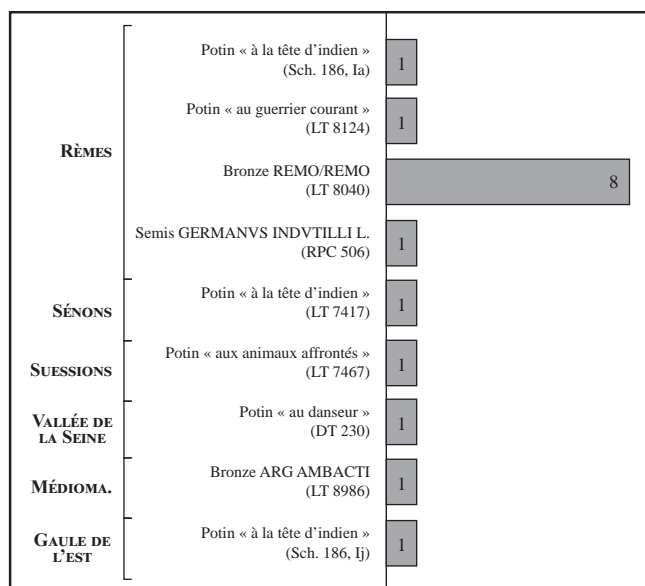 RÈMES
Potin « à la tête d’indien »
(Sch. 186, Ia)
1
Potin « au guerrier courant »
(LT 8124)
1
Bronze REMO/REMO
(LT 8040)
8
Semis GERMANVS INDVTILLI L.
(RPC 506)
1
SÉNONS
Potin « à la tête d’indien »
(LT 7417)
1
SUESSIONS
Potin « aux animaux affrontés »
(LT 7467)
1
VALLÉE DE
LA SEINE
Potin « au danseur »
(DT 230)
1
MÉDIOMA.
Bronze ARG AMBACTI
(LT 8986)
1
GAULE DE
L’EST
Potin « à la tête d’indien »
(Sch. 186, Ij)
1